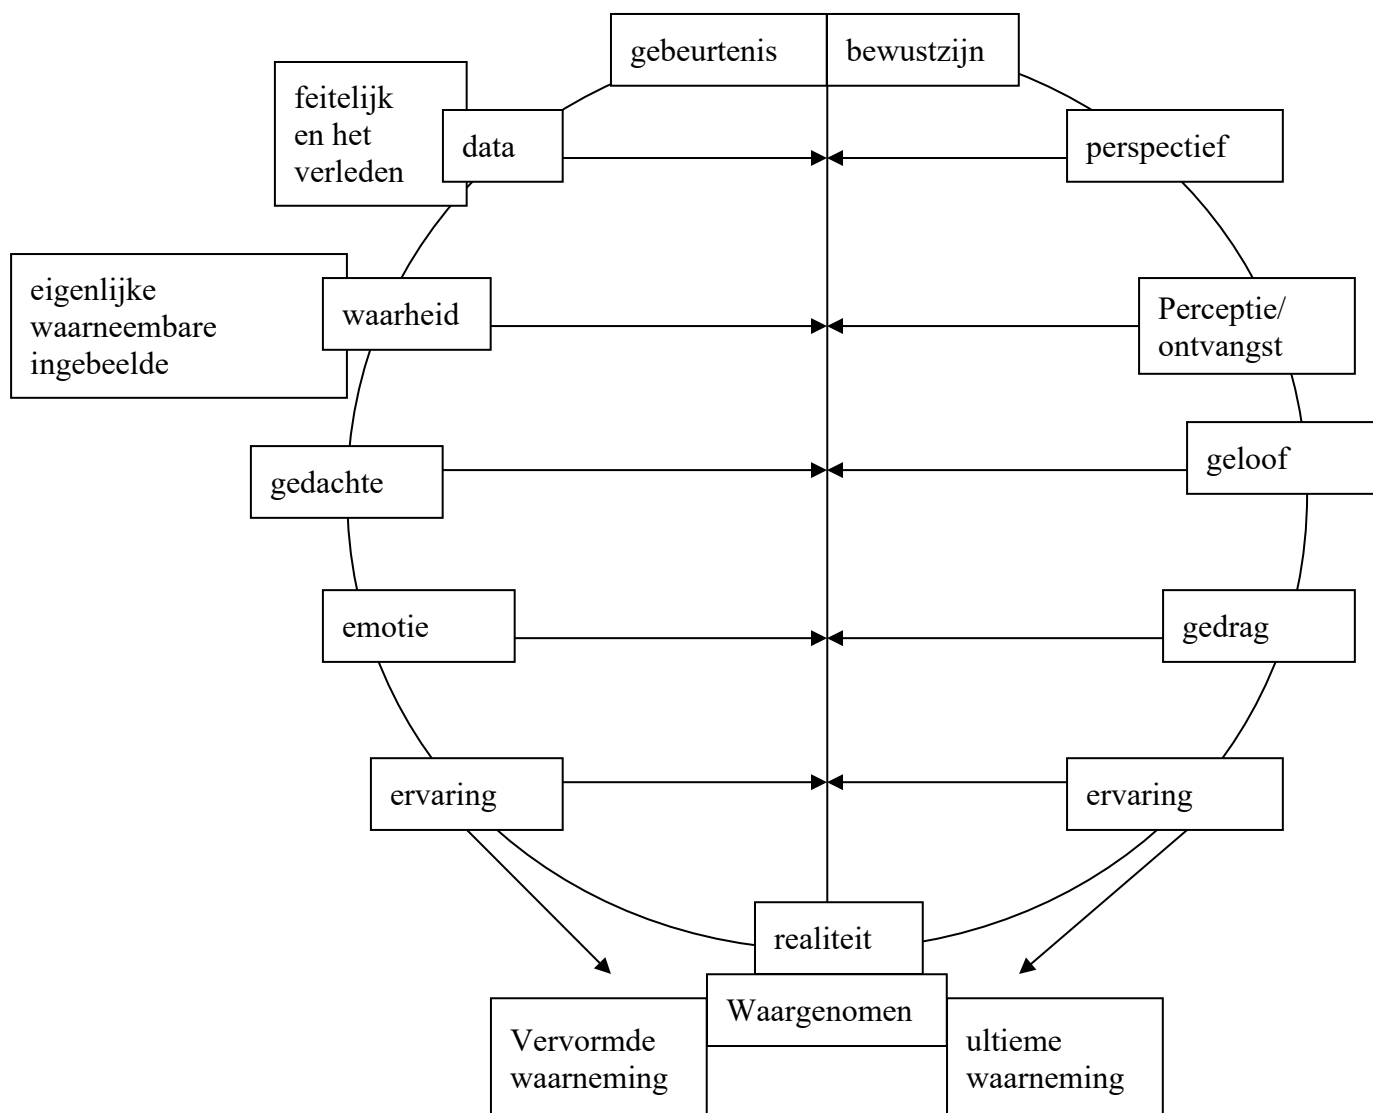 gebeurtenis
bewustzijn
feitelijk
en het
verleden
data
perspectief
eigenlijke
waarneembare
ingebeelde
waarheid
Perceptie/
ontvangst
gedachte
geloof
emotie
gedrag
ervaring
ervaring
realiteit
Waargenomen
Vervormde
waarneming
ultieme
waarneming